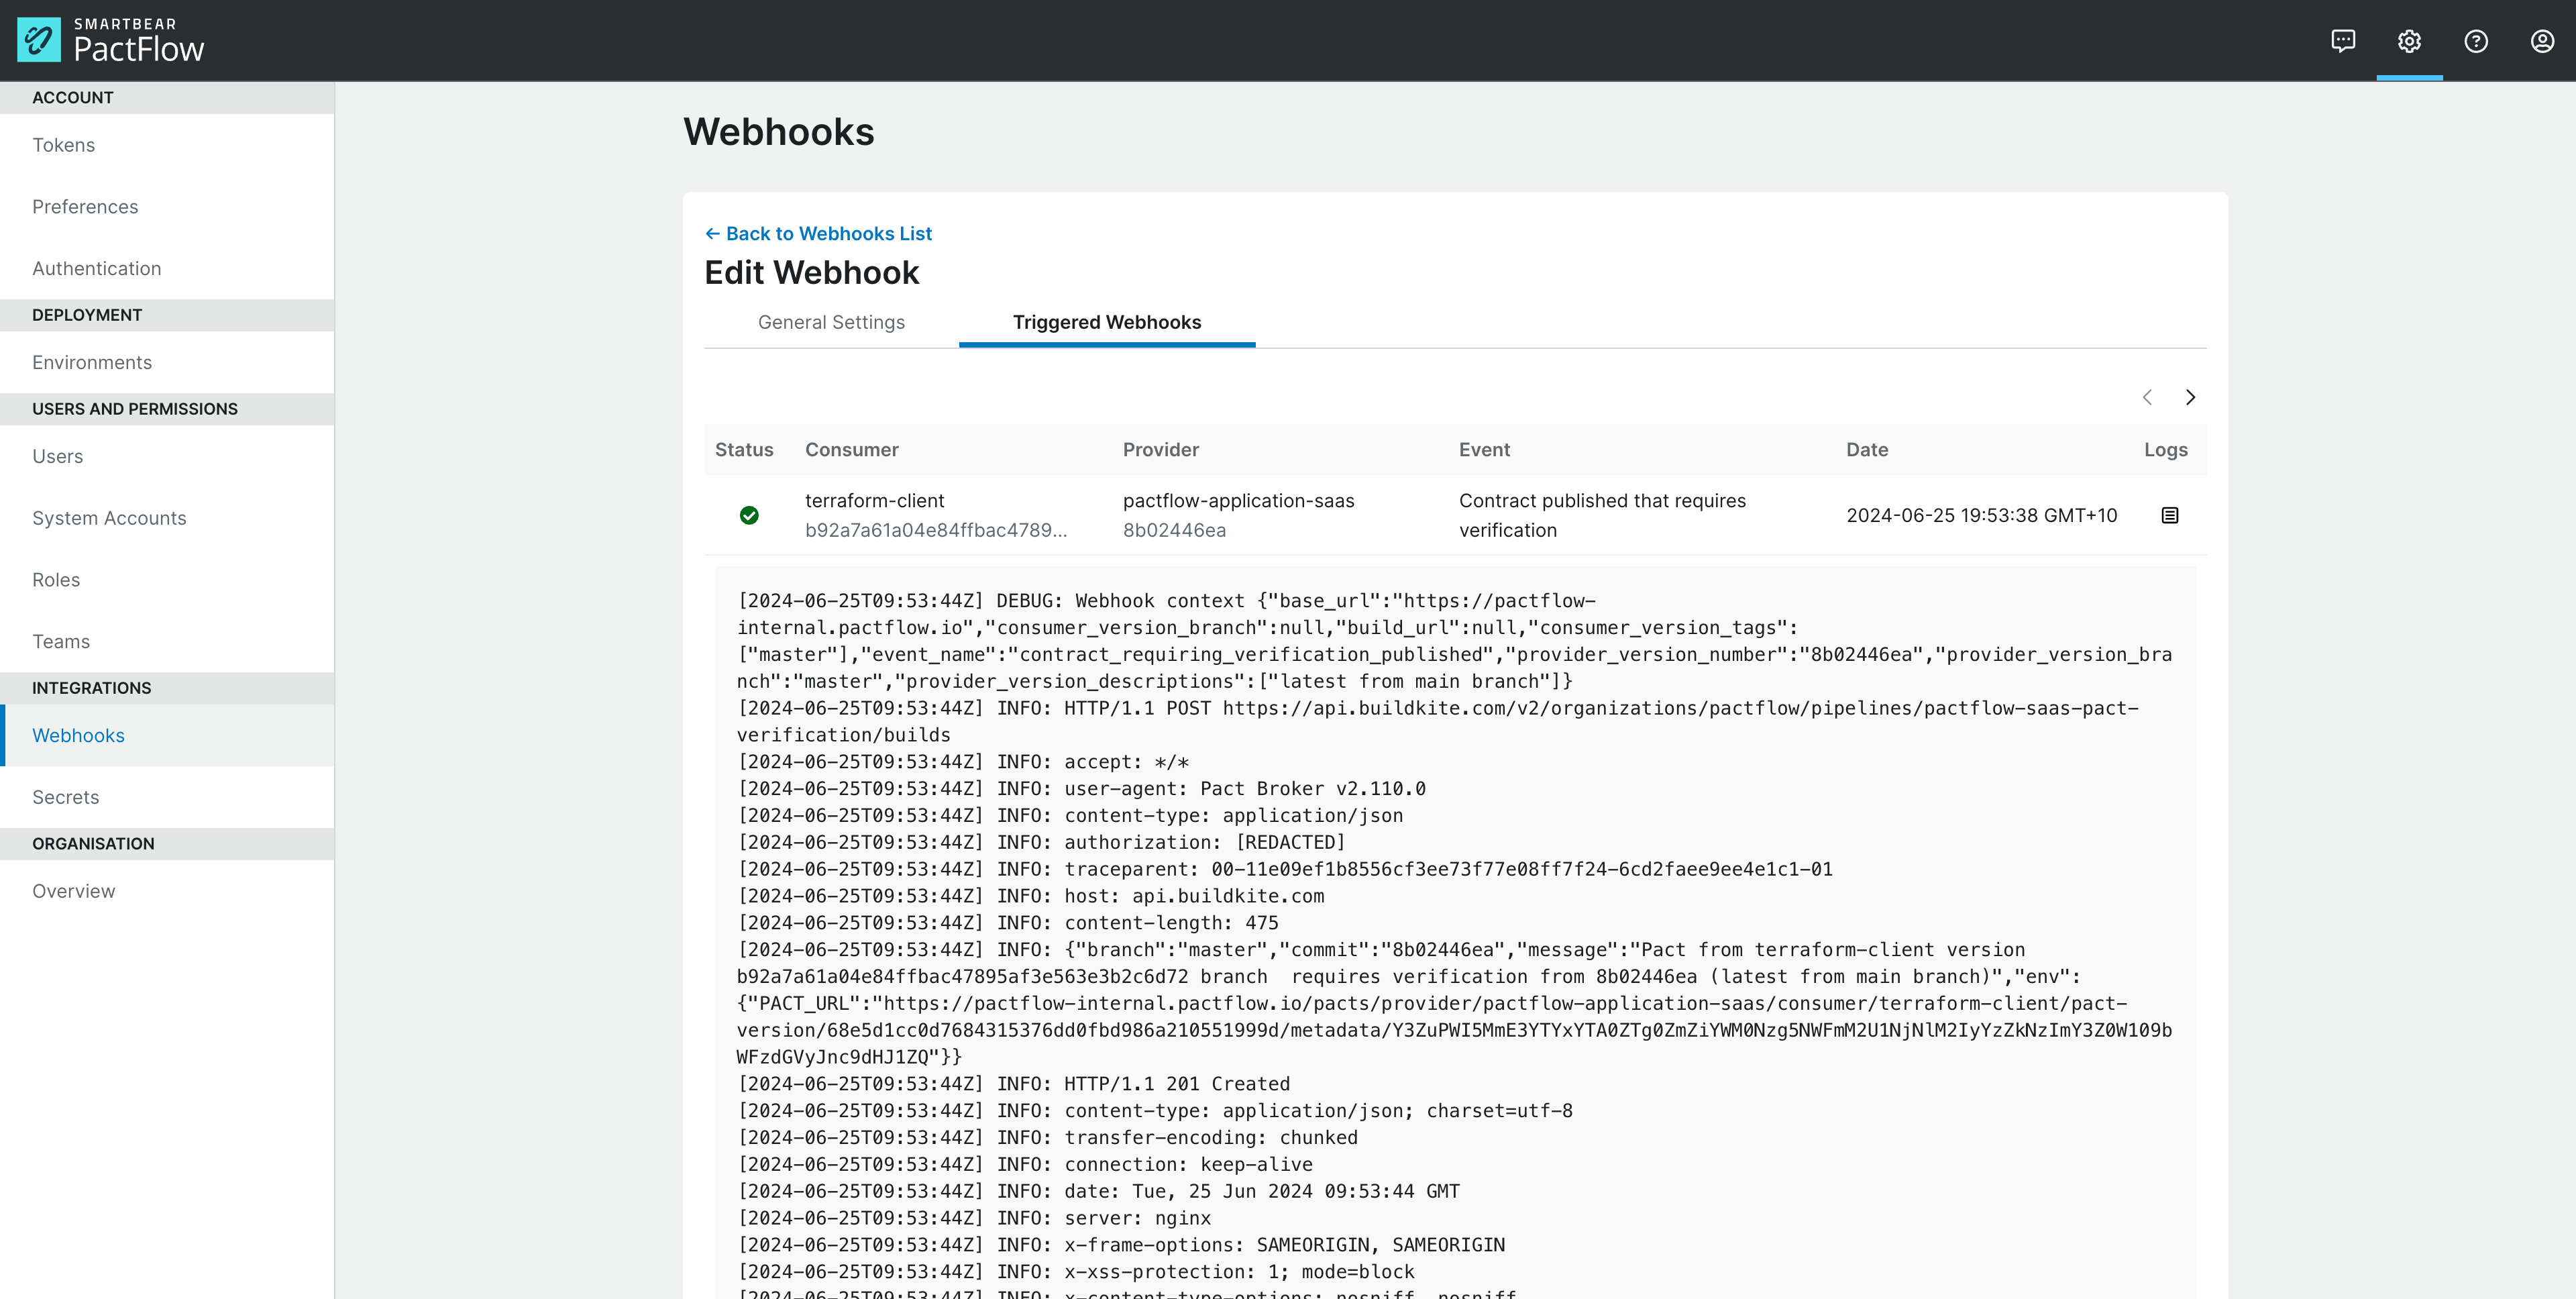 SMARTBEAR
PactFlow
ACCOUNT
Tokens
Preferences
Authentication
DEPLOYMENT
Environments
USERS AND PERMISSIONS
Users
System Accounts
Roles
Teams
INTEGRATIONS
Webhooks
Secrets
ORGANISATION
Overview
Webhooks
← Back to Webhooks List
Edit Webhook
General Settings Triggered Webhooks
Status Consumer Provider Event Date Logs
terraform-client pactflow-application-saas Contract published that requires
b92a7a61a04e84ffbac4789... 8b02446ea verification 2024-06-25 19:53:38 GMT+10
[2024-06-25T09:53:44Z] DEBUG: Webhook context {"base_url":"https://pactflow-
internal.pactflow.io","consumer_version_branch":null,"build_url":null,"consumer_version_tags":
["master"],"event_name":"contract_requiring_verification_published","provider_version_number":"8b02446ea","provider_version_bra
nch":"master","provider_version_descriptions":["latest from main branch"]}
[2024-06-25T09:53:44Z] INFO: HTTP/1.1 POST https://api.buildkite.com/v2/organizations/pactflow/pipelines/pactflow-saas-pact-
verification/builds
[2024-06-25T09:53:44Z] INFO: accept: */*
[2024-06-25T09:53:44Z] INFO: user-agent: Pact Broker v2.110.0
[2024-06-25T09:53:44Z] INFO: content-type: application/json
[2024-06-25T09:53:44Z] INFO: authorization: [REDACTED]
[2024-06-25T09:53:44Z] INFO: traceparent: 00-11e09ef1b8556cf3ee73f77e08ff7f24-6cd2faee9ee4e1c1-01
[2024-06-25T09:53:44Z] INFO: host: api.buildkite.com
[2024-06-25T09:53:44Z] INFO: content-length: 475
[2024-06-25T09:53:44Z] INFO: {"branch":"master","commit":"8b02446ea","message":"Pact from terraform-client version
b92a7a61a04e84ffbac47895af3e563e3b2c6d72 branch  requires verification from 8b02446ea (latest from main branch)","env":
{"PACT_URL":"https://pactflow-internal.pactflow.io/pacts/provider/pactflow-application-saas/consumer/terraform-client/pact-
version/68e5d1cc0d7684315376dd0fbd986a210551999d/metadata/Y3ZuPWI5MmE3YTYxYTA0ZTg0ZmZiYWM0Nzg5NWFmM2U1NjNlM2IyYzZkNzImY3Z0W109b
WFzdGVyJnc9dHJ1ZQ"}}
[2024-06-25T09:53:44Z] INFO: HTTP/1.1 201 Created
[2024-06-25T09:53:44Z] INFO: content-type: application/json; charset=utf-8
[2024-06-25T09:53:44Z] INFO: transfer-encoding: chunked
[2024-06-25T09:53:44Z] INFO: connection: keep-alive
[2024-06-25T09:53:44Z] INFO: date: Tue, 25 Jun 2024 09:53:44 GMT
[2024-06-25T09:53:44Z] INFO: server: nginx
[2024-06-25T09:53:44Z] INFO: x-frame-options: SAMEORIGIN, SAMEORIGIN
[2024-06-25T09:53:44Z] INFO: x-xss-protection: 1; mode=block
[2024-06-25T09:53:44Z] INFO: x-content-type-options: nosniff, nosniff